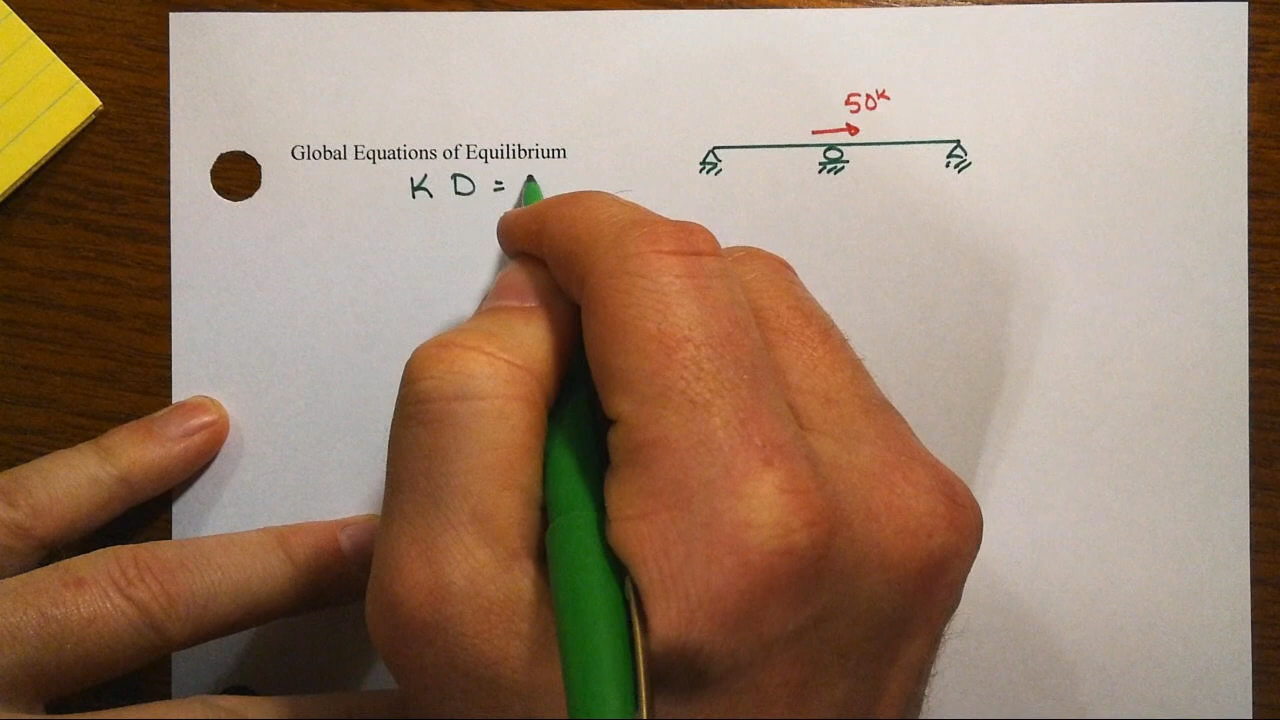 50ᴷ
Global Equations of Equilibrium
K D =